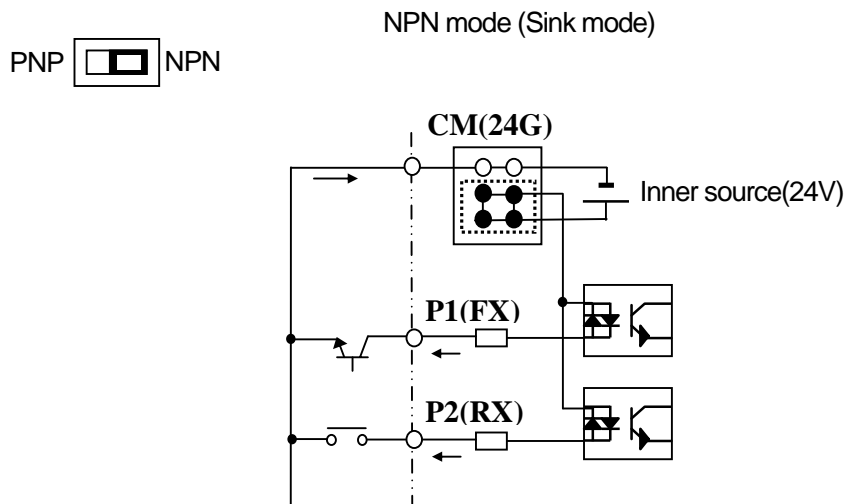 NPN mode (Sink mode)
PNP NPN
CM(24G)
Inner source(24V)
P1(FX)
P2(RX)